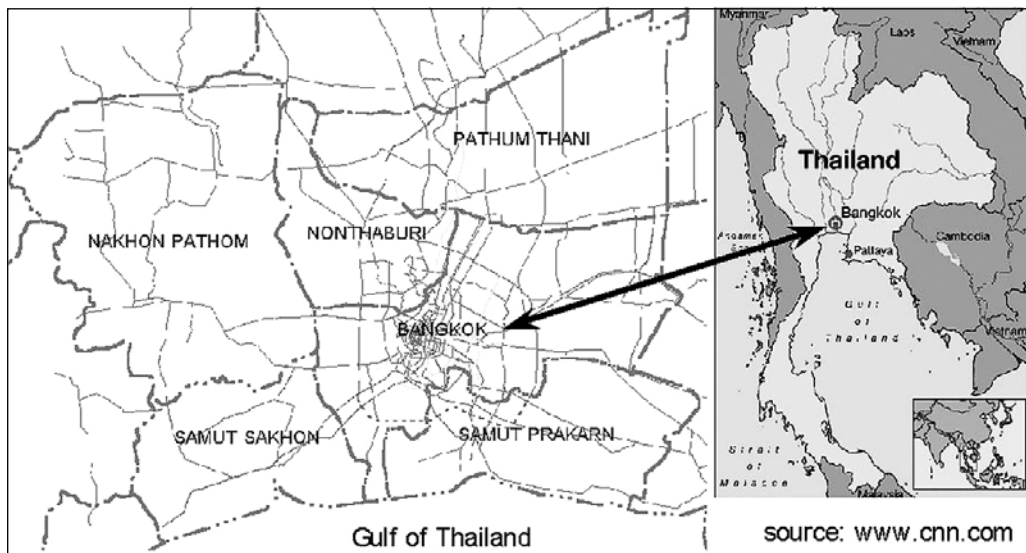 PATHUM THANI
NAKHON PATHOM
NONTHABURI
BANGKOK
SAMUT SAKHON
SAMUT PRAKARN
Gulf of Thailand
Myanmar
Laos
Vietnam
Thailand
Bangkok
Pattaya
Cambodia
Gulf
of
Thailand
Vietnam
Strait
of
Malacca
Malaysia
source: www.cnn.com